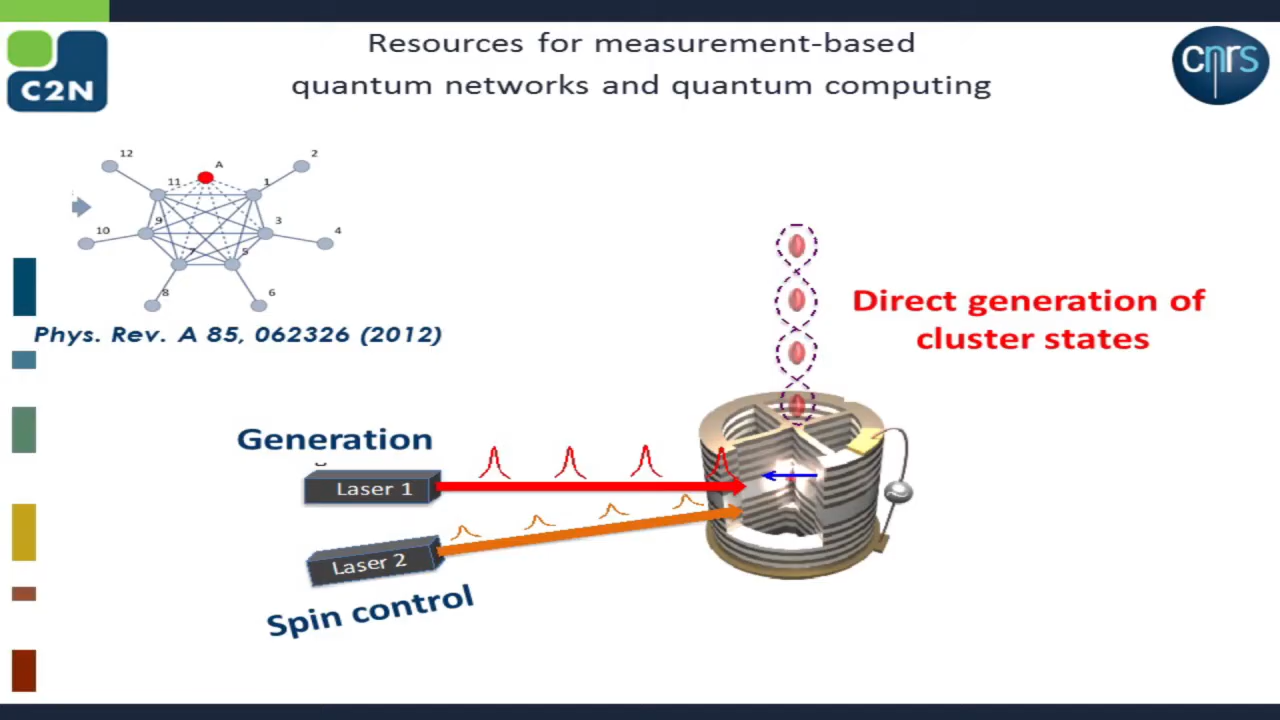 Resources for measurement-based
quantum networks and quantum computing
C2N
cnrs
12
A
2
11
1
9
3
10
4
7
5
8
6
Phys. Rev. A 85, 062326 (2012)
Direct generation of
cluster states
Generation
Laser 1
Laser 2
Spin control